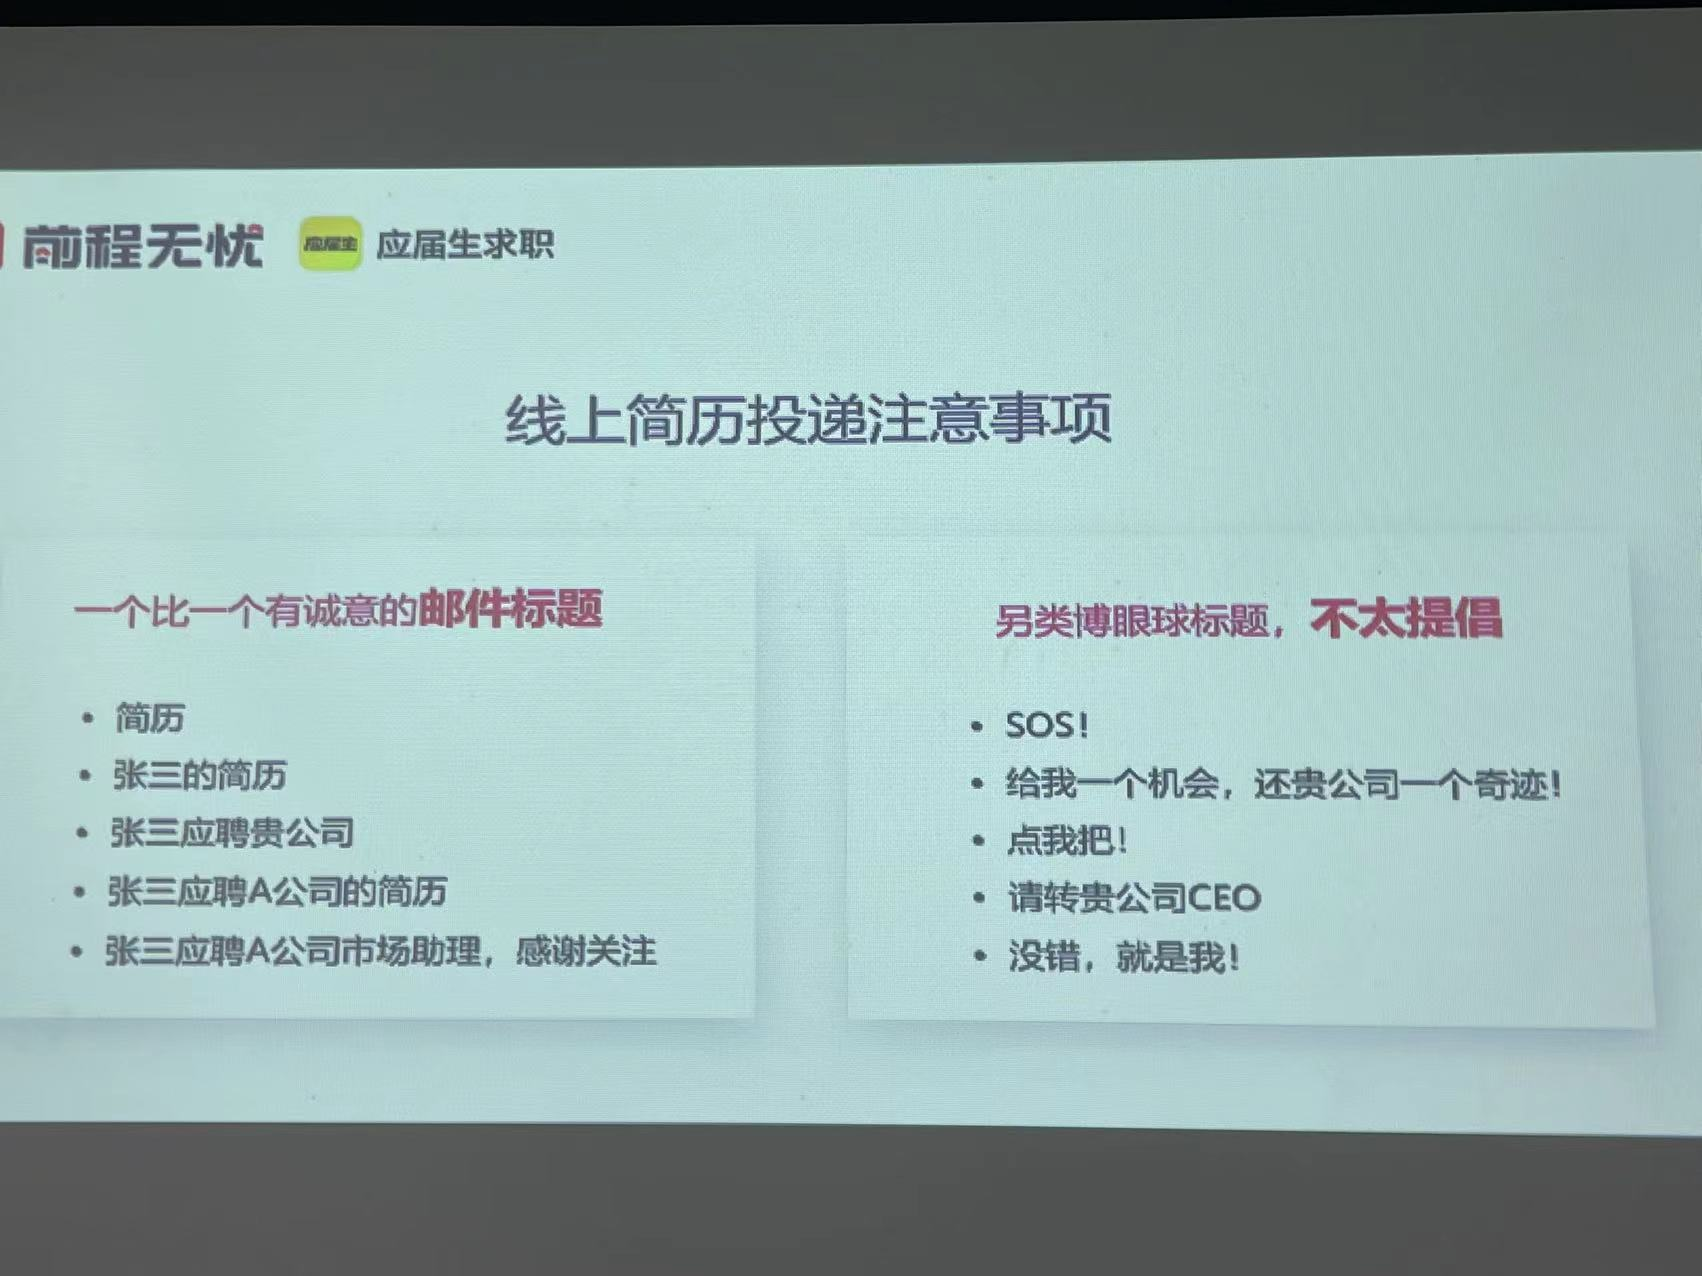 前程无忧 应届生 应届生求职
线上简历投递注意事项
一个比一个有诚意的邮件标题
• 简历
• 张三的简历
• 张三应聘贵公司
• 张三应聘A公司的简历
• 张三应聘A公司市场助理，感谢关注
另类博眼球标题，不太提倡
• SOS！
• 给我一个机会，还贵公司一个奇迹！
• 点我把！
• 请转贵公司CEO
• 没错，就是我！